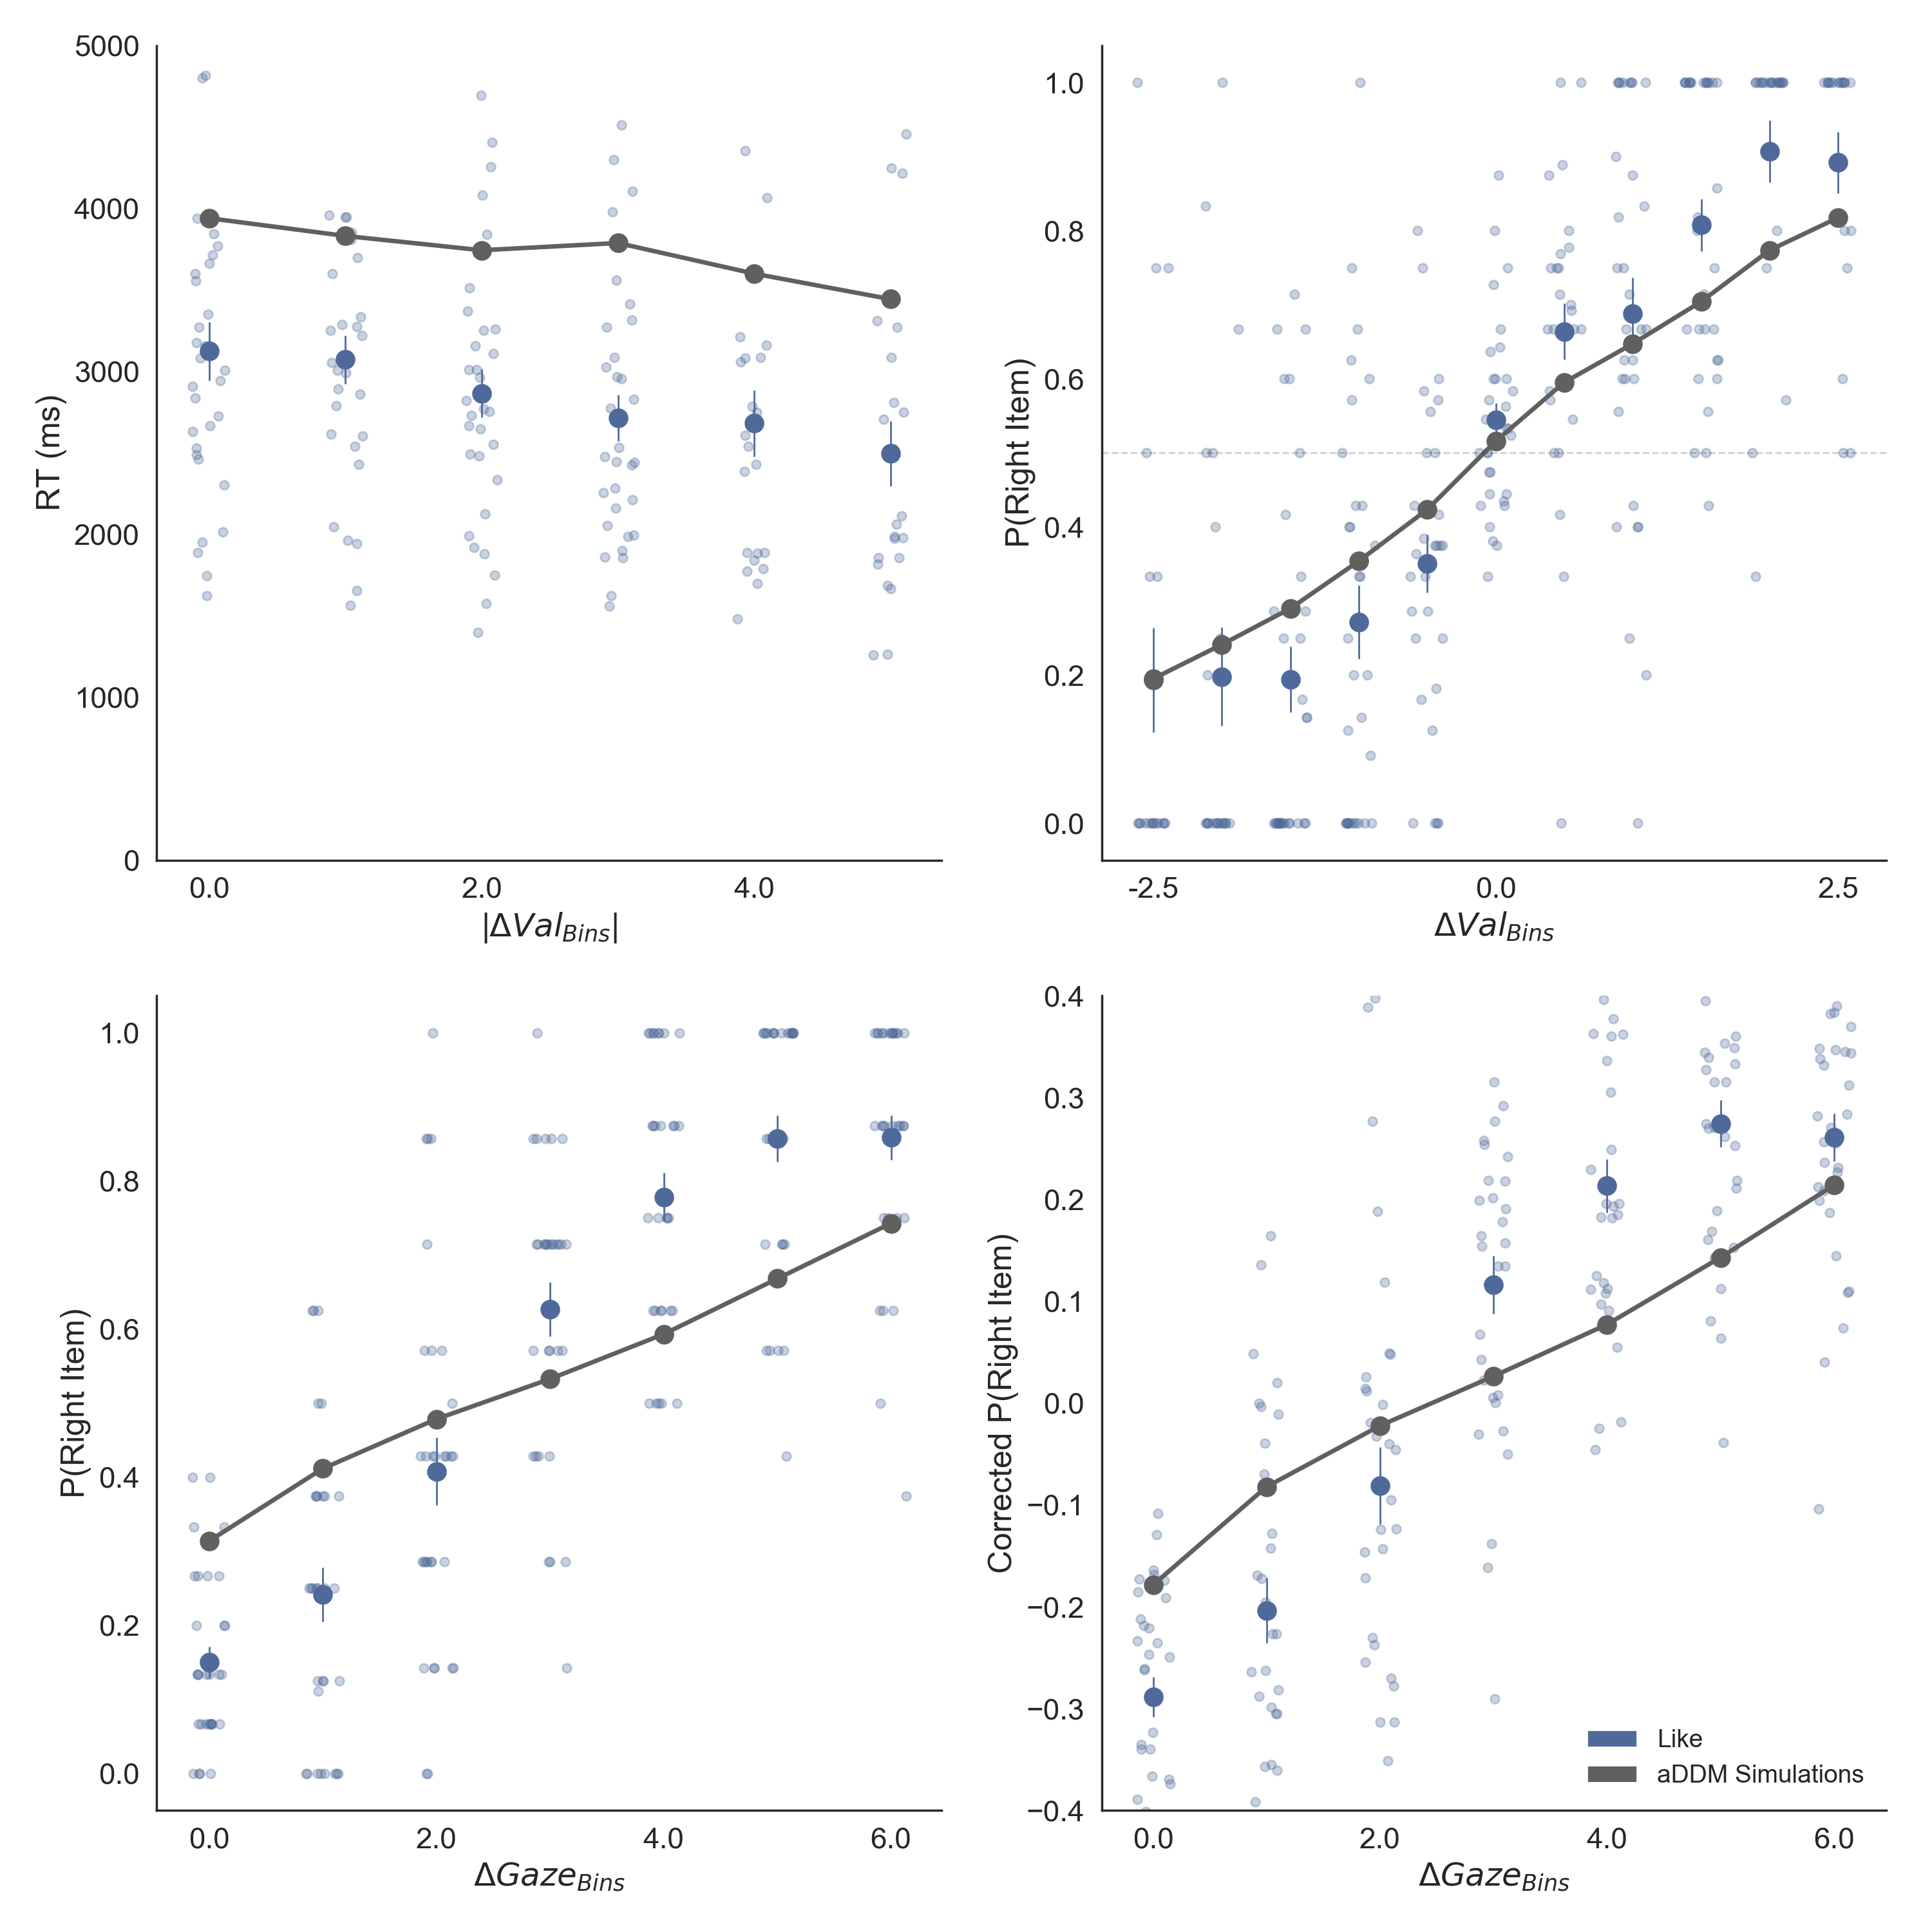 5000
4000
3000
2000
1000
0
RT (ms)
0.0 2.0 4.0
|ΔVal_Bins|
1.0
0.8
0.6
0.4
0.2
0.0
P(Right Item)
-2.5 0.0 2.5
ΔVal_Bins
1.0
0.8
0.6
0.4
0.2
0.0
P(Right Item)
0.0 2.0 4.0 6.0
ΔGaze_Bins
0.4
0.3
0.2
0.1
0.0
−0.1
−0.2
−0.3
−0.4
Corrected P(Right Item)
Like
aDDM Simulations
0.0 2.0 4.0 6.0
ΔGaze_Bins